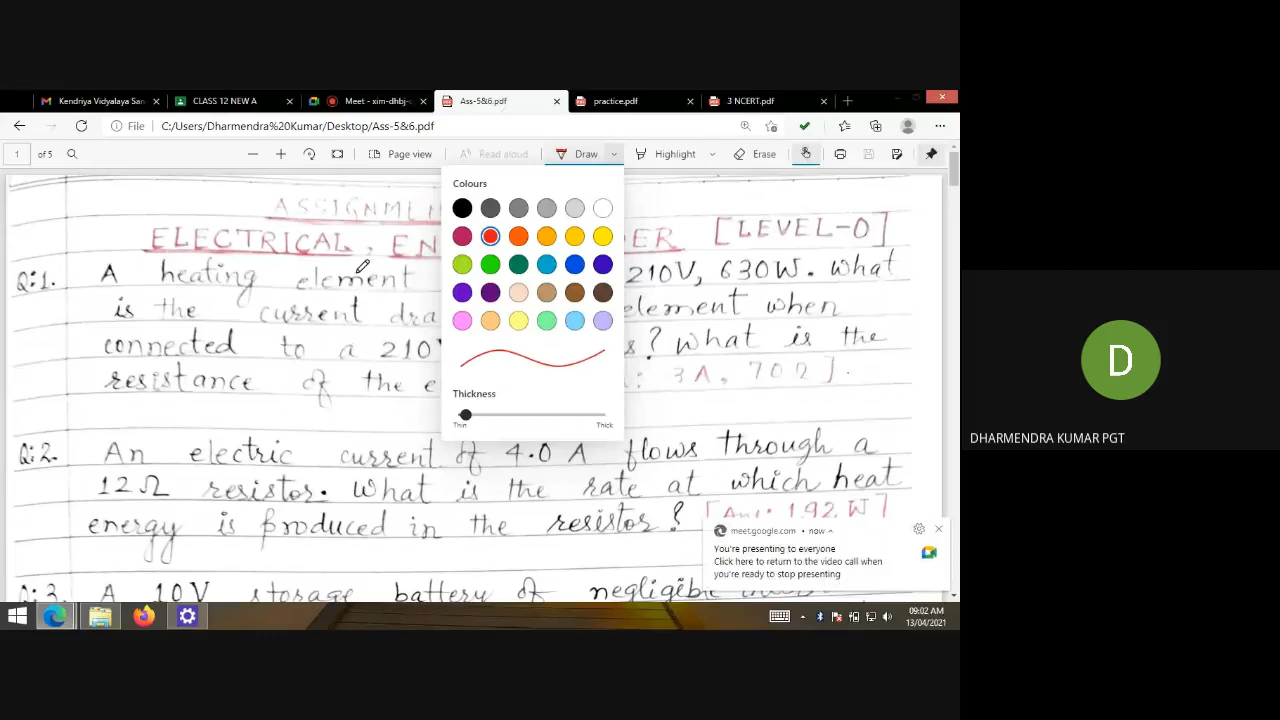 Kendriya Vidyalaya San
CLASS 12 NEW A
Meet - xim-dhbj-c
Ass-5&6.pdf
practice.pdf
3 NCERT.pdf
File
C:/Users/Dharmendra%20Kumar/Desktop/Ass-5&6.pdf
1 of 5
Page view
Read aloud
Draw
Highlight
Erase
Colours
Thickness
Thin
Thick
ELECTRICAL, [LEVEL-0]
Q:1. A heating element 210V, 630W. What
is the current element when
connected to a 210 ? What is the
resistance of the 3A, 70Ω].
Q:2. An electric current of 4.0 A flows through a
12Ω resistor. What is the rate at which heat
energy is produced in the resistor? [Ans: 192 W]
Q:3. A 10V storage battery of negligible
meet.google.com • now
You're presenting to everyone
Click here to return to the video call when
you're ready to stop presenting
09:02 AM
13/04/2021
D
DHARMENDRA KUMAR PGT